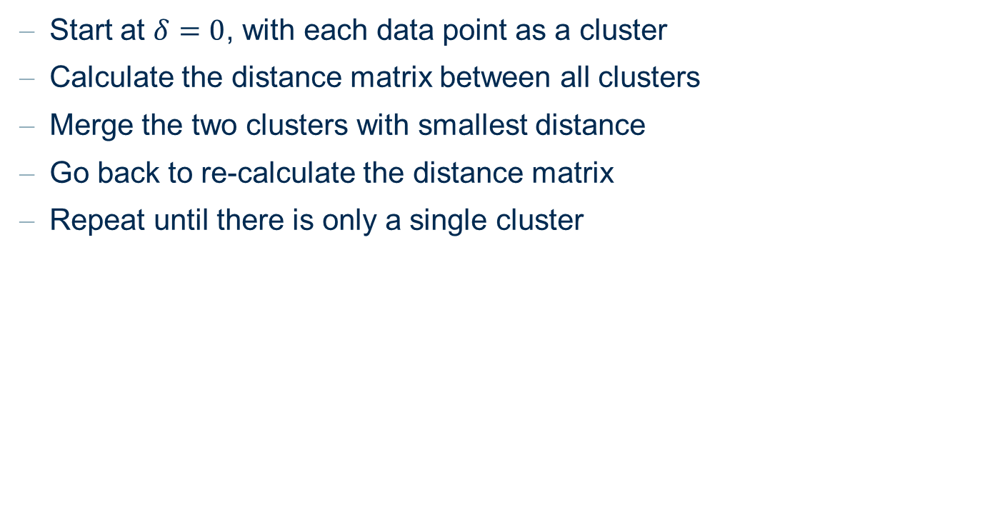 – Start at 𝛿 = 0, with each data point as a cluster
– Calculate the distance matrix between all clusters
– Merge the two clusters with smallest distance
– Go back to re-calculate the distance matrix
– Repeat until there is only a single cluster